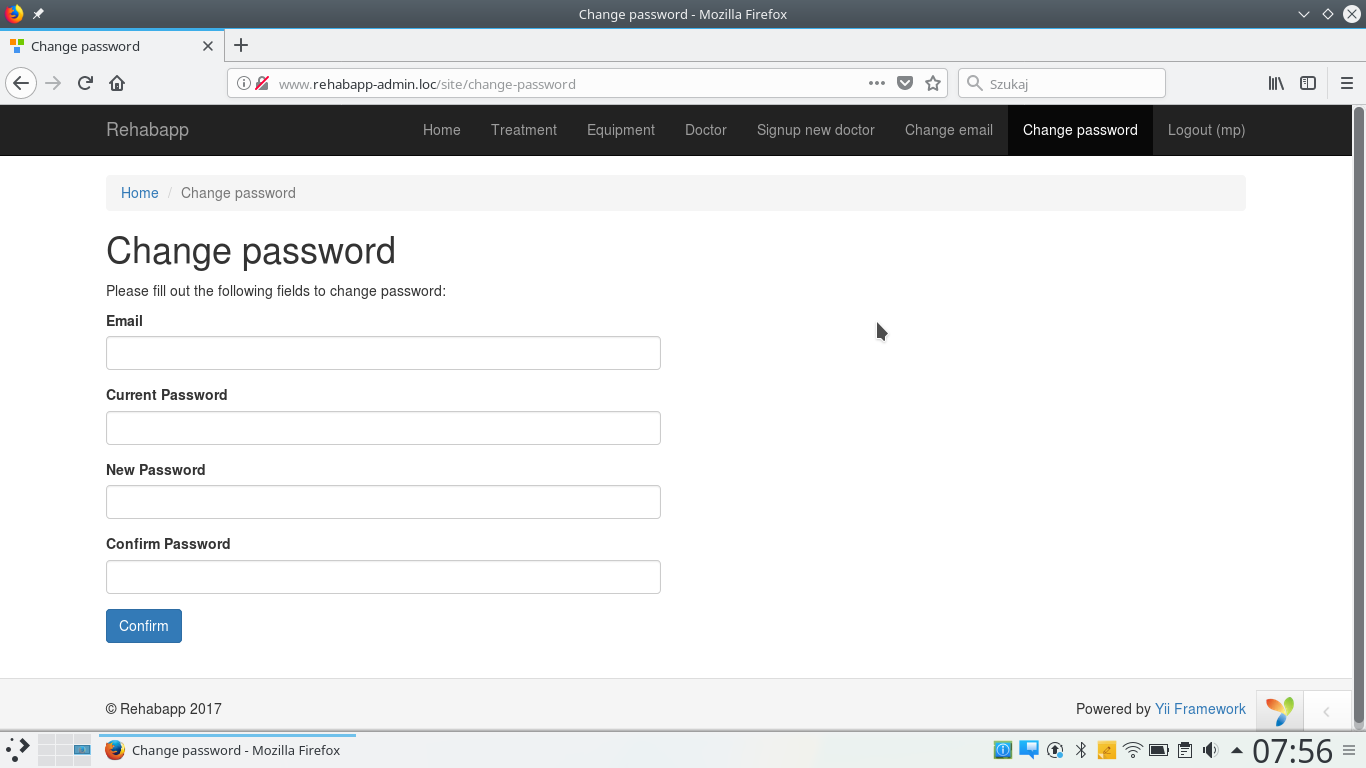 Change password - Mozilla Firefox
Change password
www.rehabapp-admin.loc/site/change-password
Szukaj
Rehabapp Home Treatment Equipment Doctor Signup new doctor Change email Change password Logout (mp)
Home / Change password
Change password
Please fill out the following fields to change password:
Email
Current Password
New Password
Confirm Password
Confirm
© Rehabapp 2017 Powered by Yii Framework
Change password - Mozilla Firefox 07:56